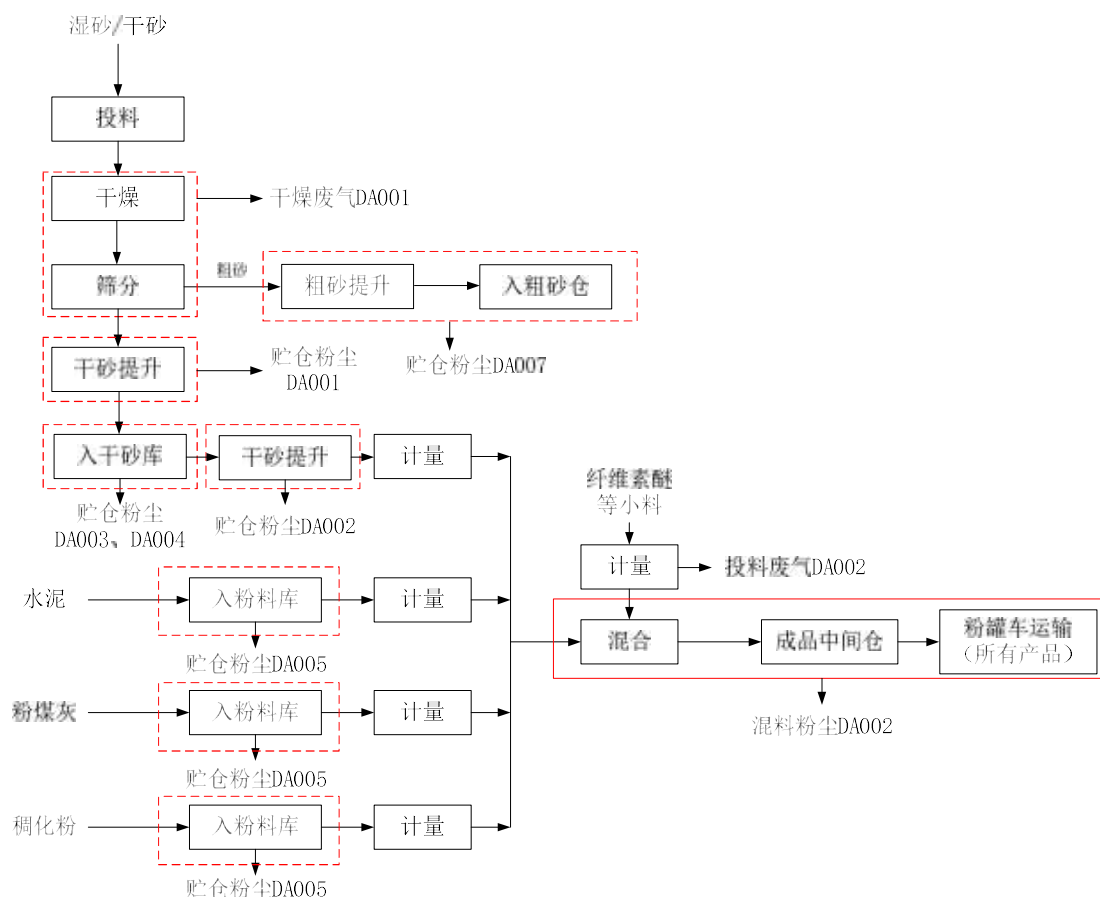 湿砂/干砂
投料
干燥
干燥废气DA001
筛分
粗砂
粗砂提升
入粗砂仓
贮仓粉尘DA007
干砂提升
贮仓粉尘
DA001
入干砂库
干砂提升
计量
贮仓粉尘
DA003、DA004
贮仓粉尘DA002
纤维素醚
等小料
计量
投料废气DA002
水泥
入粉料库
计量
贮仓粉尘DA005
混合
成品中间仓
粉罐车运输
（所有产品）
混料粉尘DA002
粉煤灰
入粉料库
计量
贮仓粉尘DA005
稠化粉
入粉料库
计量
贮仓粉尘DA005